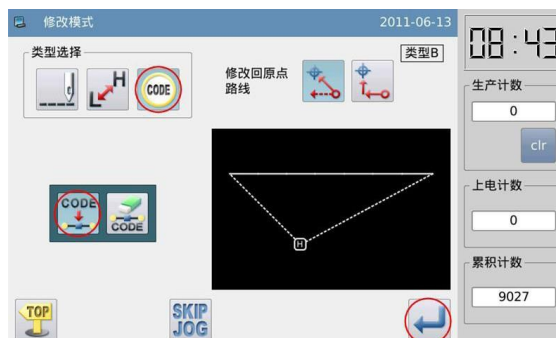 修改模式
2011-06-13
08:43
类型选择
H
L
CODE
修改回原点
路线
类型B
生产计数
0
clr
CODE
CODE
H
上电计数
0
累积计数
9027
TOP
SKIP
JOG